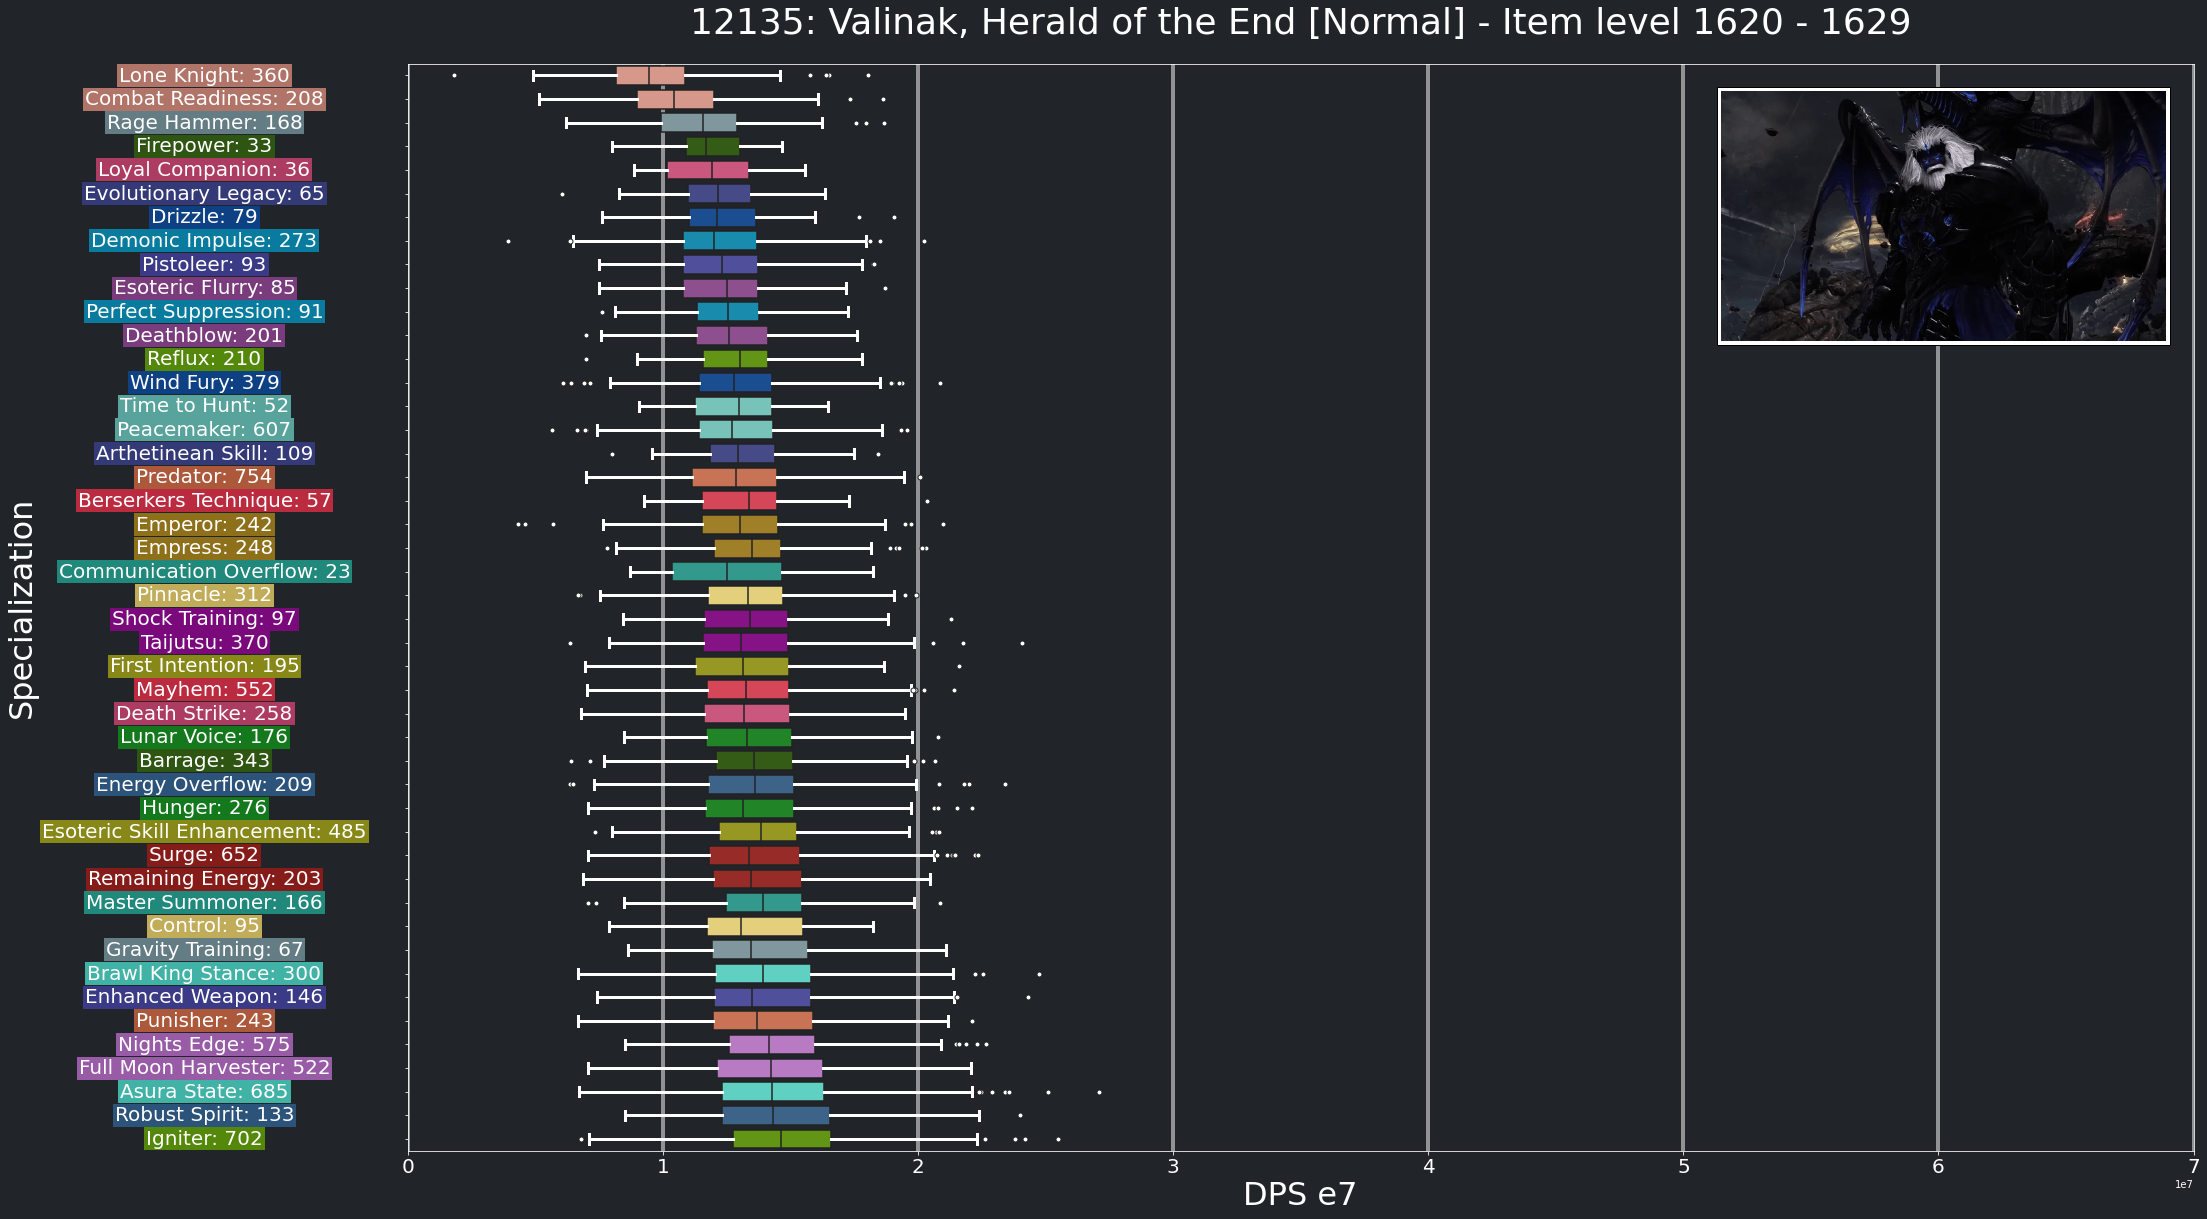 12135: Valinak, Herald of the End [Normal] - Item level 1620 - 1629
Specialization
Lone Knight: 360
Combat Readiness: 208
Rage Hammer: 168
Firepower: 33
Loyal Companion: 36
Evolutionary Legacy: 65
Drizzle: 79
Demonic Impulse: 273
Pistoleer: 93
Esoteric Flurry: 85
Perfect Suppression: 91
Deathblow: 201
Reflux: 210
Wind Fury: 379
Time to Hunt: 52
Peacemaker: 607
Arthetinean Skill: 109
Predator: 754
Berserkers Technique: 57
Emperor: 242
Empress: 248
Communication Overflow: 23
Pinnacle: 312
Shock Training: 97
Taijutsu: 370
First Intention: 195
Mayhem: 552
Death Strike: 258
Lunar Voice: 176
Barrage: 343
Energy Overflow: 209
Hunger: 276
Esoteric Skill Enhancement: 485
Surge: 652
Remaining Energy: 203
Master Summoner: 166
Control: 95
Gravity Training: 67
Brawl King Stance: 300
Enhanced Weapon: 146
Punisher: 243
Nights Edge: 575
Full Moon Harvester: 522
Asura State: 685
Robust Spirit: 133
Igniter: 702
0 1 2 3 4 5 6 7
1e7
DPS e7